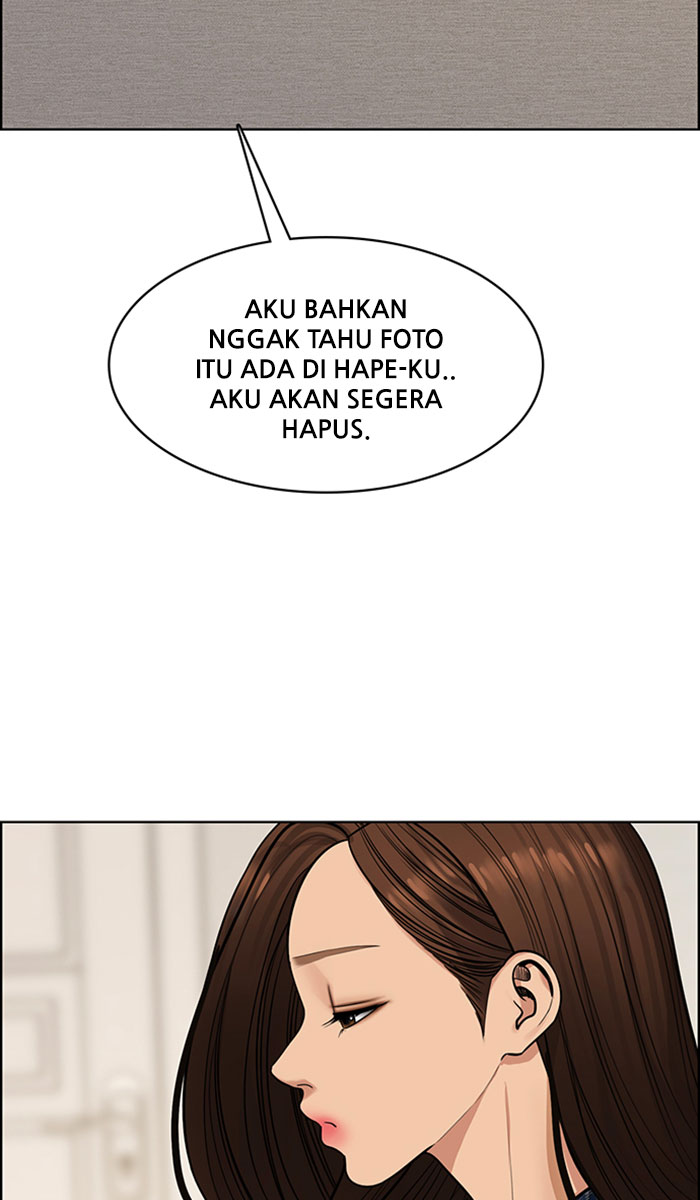 AKU BAHKAN
NGGAK TAHU FOTO
ITU ADA DI HAPE-KU..
AKU AKAN SEGERA
HAPUS.